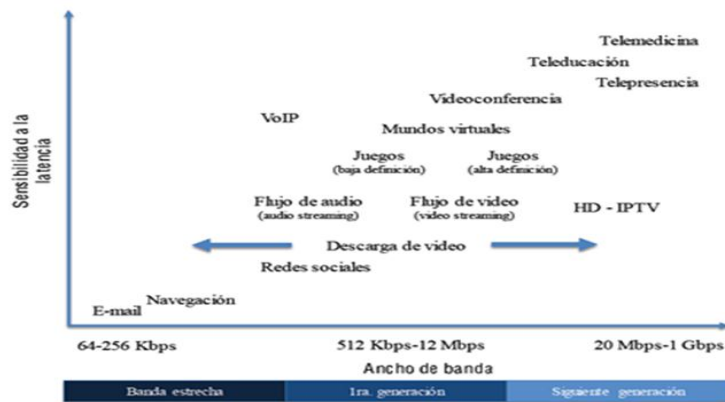 Telemedicina
Teleducación
Telepresencia
Videoconferencia
VoIP
Mundos virtuales
Juegos
(baja definición)
Juegos
(alta definición)
Flujo de audio
(audio streaming)
Flujo de video
(video streaming)
HD - IPTV
Descarga de video
Redes sociales
Navegación
E-mail
Sensibilidad a la
latencia
64-256 Kbps
512 Kbps-12 Mbps
20 Mbps-1 Gbps
Ancho de banda
Banda estrecha
1ra. generación
Siguiente generación